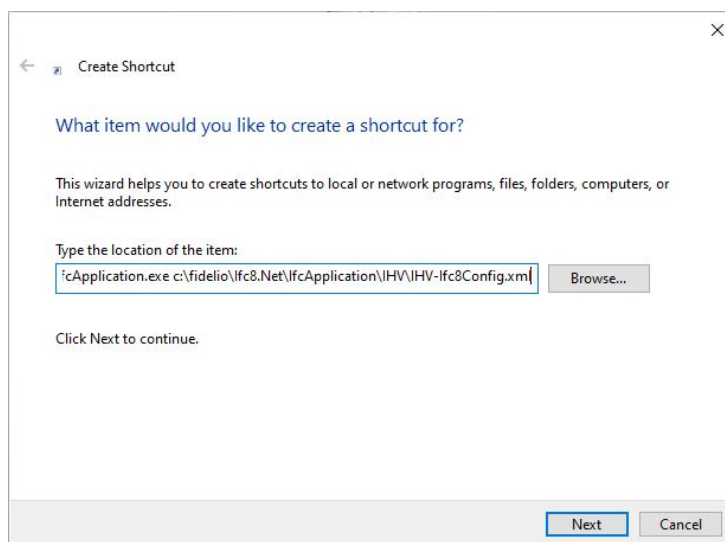 Create Shortcut
What item would you like to create a shortcut for?
This wizard helps you to create shortcuts to local or network programs, files, folders, computers, or
Internet addresses.
Type the location of the item:
fcApplication.exe c:\fidelio\Ifc8.Net\IfcApplication\IHV\IHV-Ifc8Config.xml
Browse...
Click Next to continue.
Next
Cancel